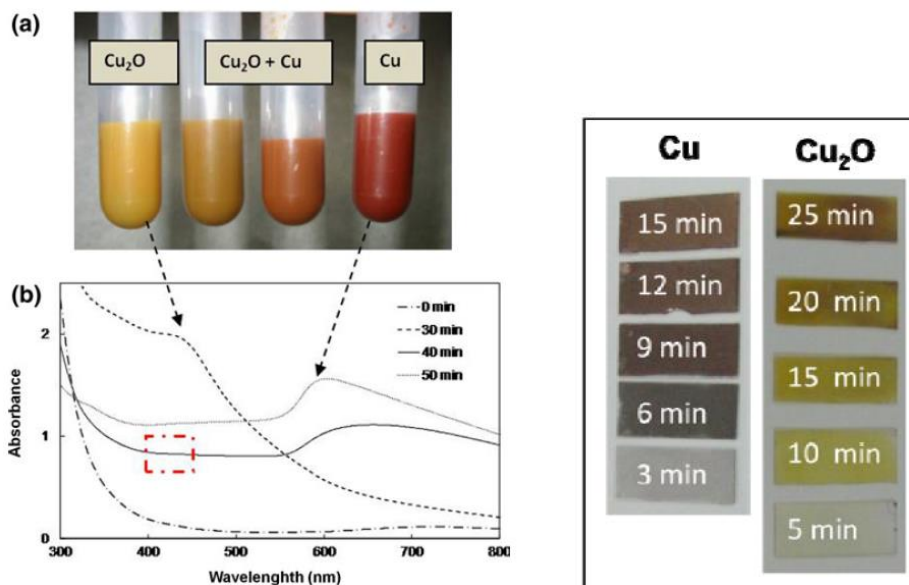 (a)
Cu₂O
Cu₂O + Cu
Cu
(b)
0 min
30 min
40 min
50 min
2
1
0
Absorbance
300
400
500
600
700
800
Wavelenghth (nm)
Cu
15 min
12 min
9 min
6 min
3 min
Cu₂O
25 min
20 min
15 min
10 min
5 min